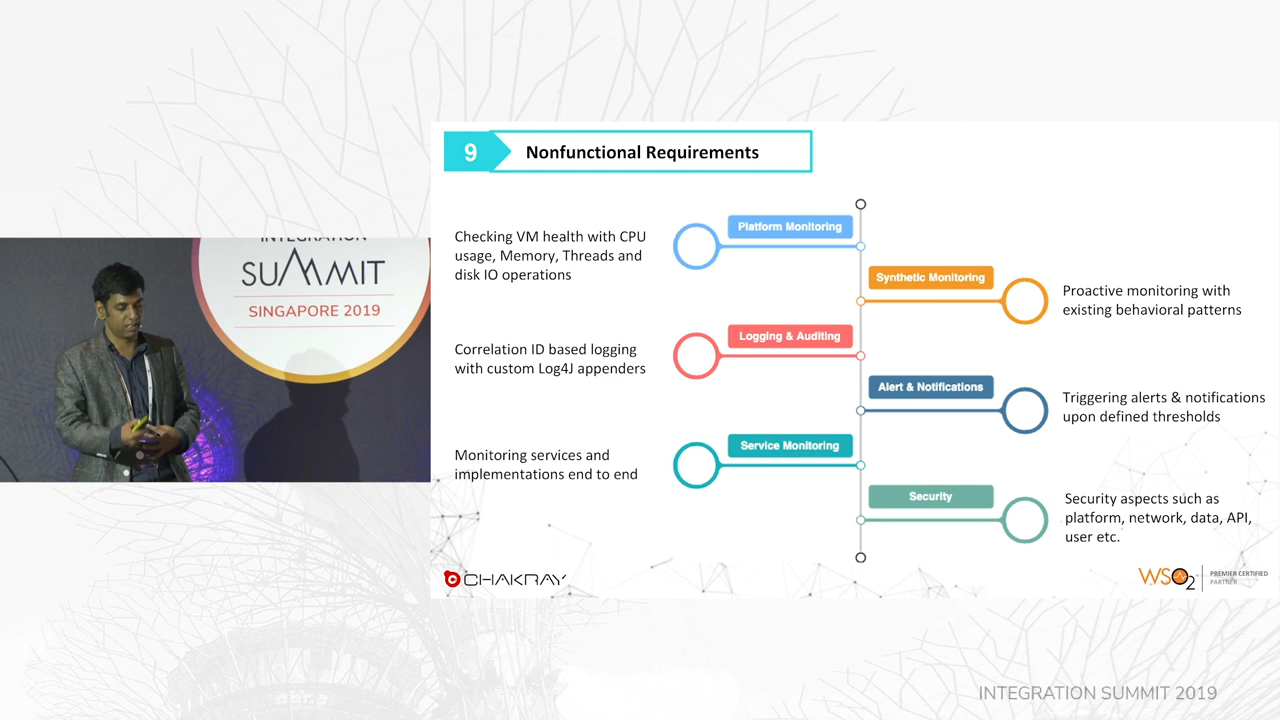 9
Nonfunctional Requirements
Checking VM health with CPU
usage, Memory, Threads and
disk IO operations
Platform Monitoring
Synthetic Monitoring
Proactive monitoring with
existing behavioral patterns
Correlation ID based logging
with custom Log4J appenders
Logging & Auditing
Alert & Notifications
Triggering alerts & notifications
upon defined thresholds
Monitoring services and
implementations end to end
Service Monitoring
Security
Security aspects such as
platform, network, data, API,
user etc.
CHAKRAY
WSO2
PREMIER CERTIFIED
PARTNER
INTEGRATION
SUMMIT
SINGAPORE 2019
INTEGRATION SUMMIT 2019